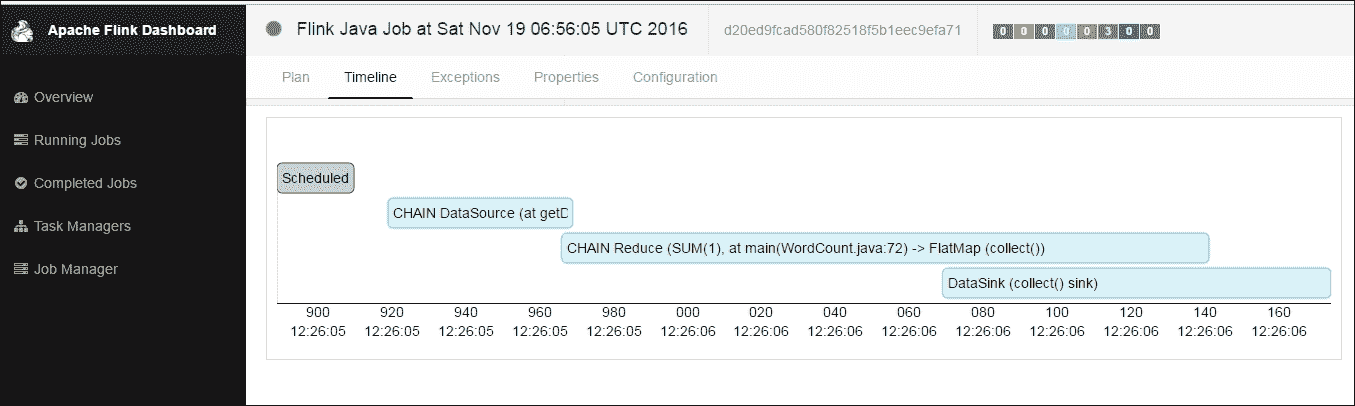 Apache Flink Dashboard
Flink Java Job at Sat Nov 19 06:56:05 UTC 2016
d20ed9fcad580f82518f5b1eec9efa71
0 0 0 0 0 3 0 0
Plan Timeline Exceptions Properties Configuration
Overview
Running Jobs
Completed Jobs
Task Managers
Job Manager
Scheduled
CHAIN DataSource (at getD
CHAIN Reduce (SUM(1), at main(WordCount.java:72) -> FlatMap (collect())
DataSink (collect() sink)
900 920 940 960 980 000 020 040 060 080 100 120 140 160
12:26:05 12:26:05 12:26:05 12:26:05 12:26:05 12:26:06 12:26:06 12:26:06 12:26:06 12:26:06 12:26:06 12:26:06 12:26:06 12:26:06